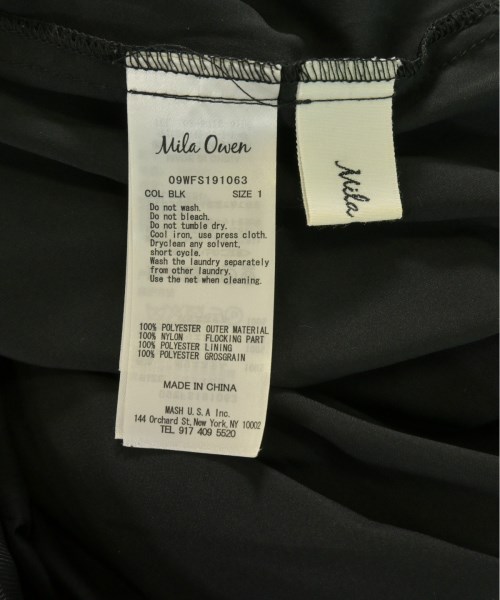 Mila Owen
09WFS191063
COL BLK SIZE 1
Do not wash.
Do not bleach.
Do not tumble dry.
Cool iron, use press cloth.
Dryclean any solvent,
short cycle.
Wash the laundry separately
from other laundry.
Use the net when cleaning.
100% POLYESTER OUTER MATERIAL
100% NYLON FLOCKING PART
100% POLYESTER LINING
100% POLYESTER GROSGRAIN
MADE IN CHINA
MASH U.S.A Inc.
144 Orchard St, New York, NY 10002
TEL 917 409 5520
Mila